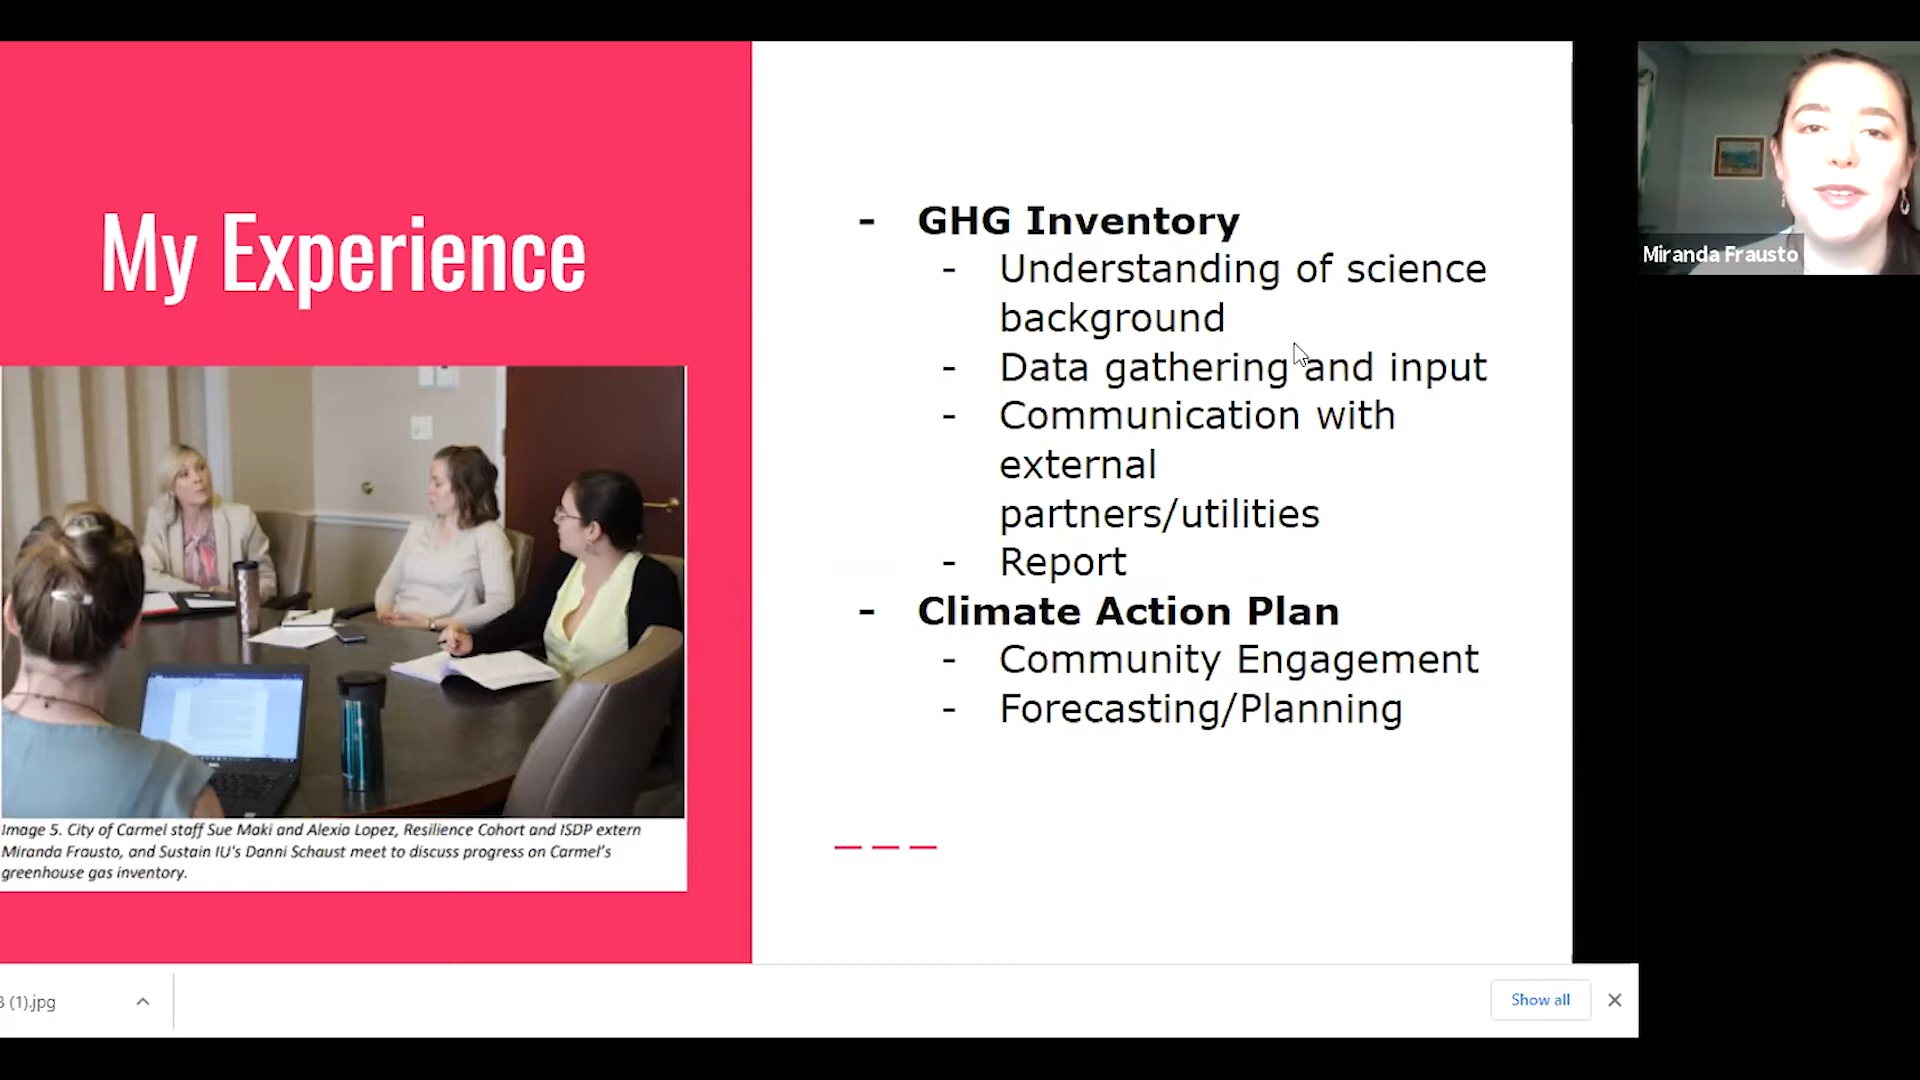 My Experience
Image 5. City of Carmel staff Sue Maki and Alexia Lopez, Resilience Cohort and ISDP extern
Miranda Frausto, and Sustain IU's Danni Schaust meet to discuss progress on Carmel's
greenhouse gas inventory.
- GHG Inventory
- Understanding of science
background
- Data gathering and input
- Communication with
external
partners/utilities
- Report
- Climate Action Plan
- Community Engagement
- Forecasting/Planning
Miranda Frausto
(1).jpg
Show all